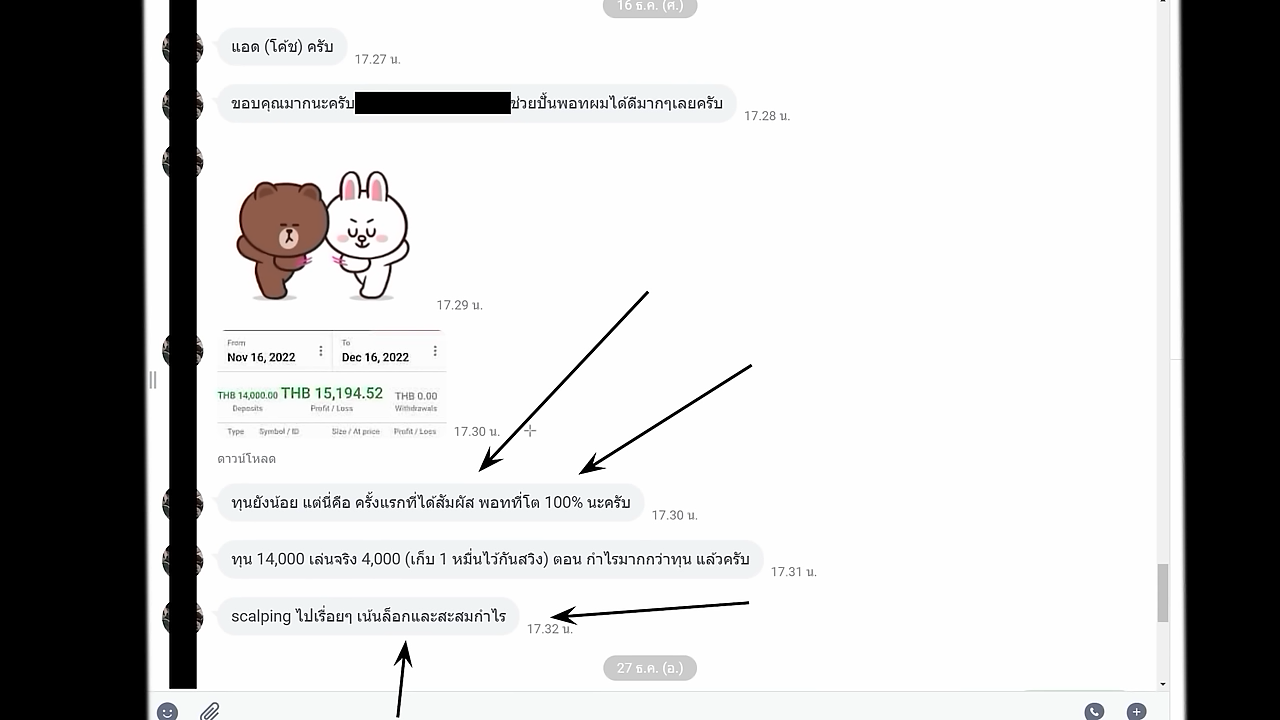 16 ธ.ค. (ศ.)
แอด (โค้ช) ครับ
17.27 น.
ขอบคุณมากนะครับ ช่วยปั้นพอทผมได้ดีมากๆเลยครับ
17.28 น.
17.29 น.
From To
Nov 16, 2022 Dec 16, 2022
THB 14,000.00 THB 15,194.52 THB 0.00
Deposits Profit / Loss Withdrawals
Type Symbol / ID Size / At price Profit / Loss
17.30 น.
ดาวน์โหลด
ทุนยังน้อย แต่นี่คือ ครั้งแรกที่ได้สัมผัส พอทที่โต 100% นะครับ
17.30 น.
ทุน 14,000 เล่นจริง 4,000 (เก็บ 1 หมื่นไว้กันสวิง) ตอน กำไรมากกว่าทุน แล้วครับ
17.31 น.
scalping ไปเรื่อยๆ เน้นล็อกและสะสมกำไร
17.32 น.
27 ธ.ค. (อ.)